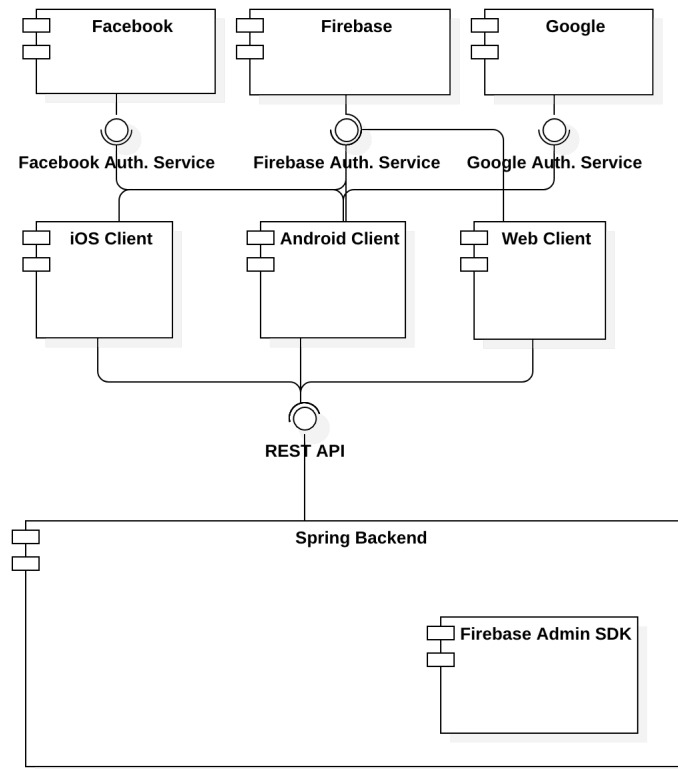 Facebook
Firebase
Google
Facebook Auth. Service
Firebase Auth. Service
Google Auth. Service
iOS Client
Android Client
Web Client
REST API
Spring Backend
Firebase Admin SDK